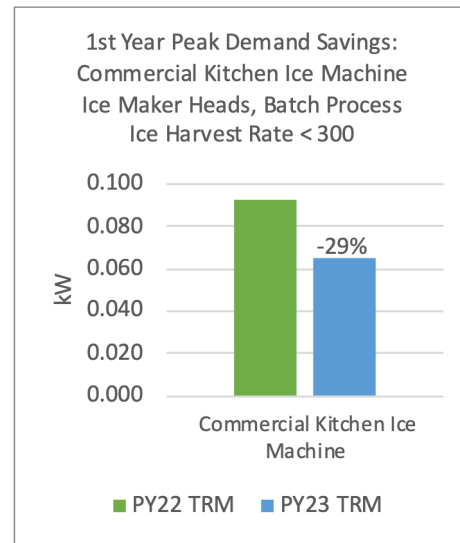 1st Year Peak Demand Savings:
Commercial Kitchen Ice Machine
Ice Maker Heads, Batch Process
Ice Harvest Rate < 300
0.100
0.080
0.060
0.040
0.020
0.000
kW
-29%
Commercial Kitchen Ice
Machine
PY22 TRM
PY23 TRM